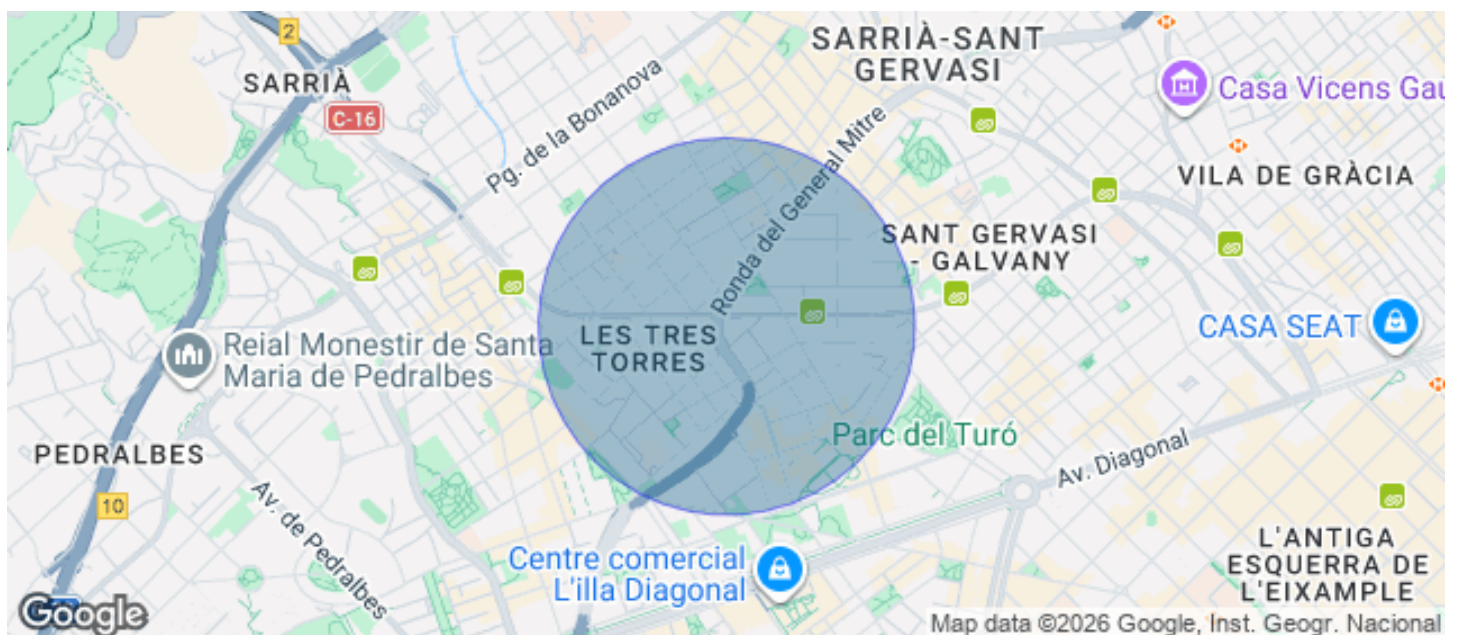 SARRIÀ-SANT
GERVASI
2
SARRIÀ
C-16
Pg. de la Bonanova
Casa Vicens Gau
VILA DE GRÀCIA
Ronda del General Mitre
SANT GERVASI
- GALVANY
LES TRES
TORRES
CASA SEAT
Reial Monestir de Santa
Maria de Pedralbes
Parc del Turó
PEDRALBES
Av. Diagonal
10
Av. de Pedralbes
Centre comercial
L'illa Diagonal
L'ANTIGA
ESQUERRA DE
L'EIXAMPLE
Google
Map data ©2026 Google, Inst. Geogr. Nacional